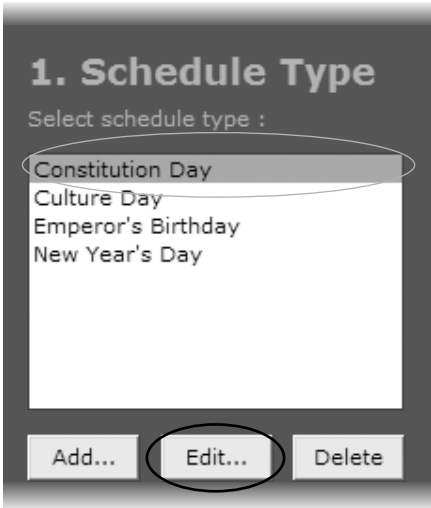 1. Schedule Type
Select schedule type :
Constitution Day
Culture Day
Emperor's Birthday
New Year's Day
Add... Edit... Delete